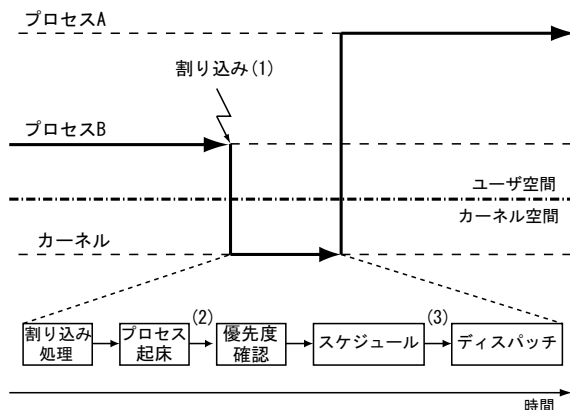 プロセスA
割り込み(1)
プロセスB
ユーザ空間
カーネル空間
カーネル
割り込み
処理
プロセス
起床
(2)
優先度
確認
スケジュール
(3)
ディスパッチ
時間